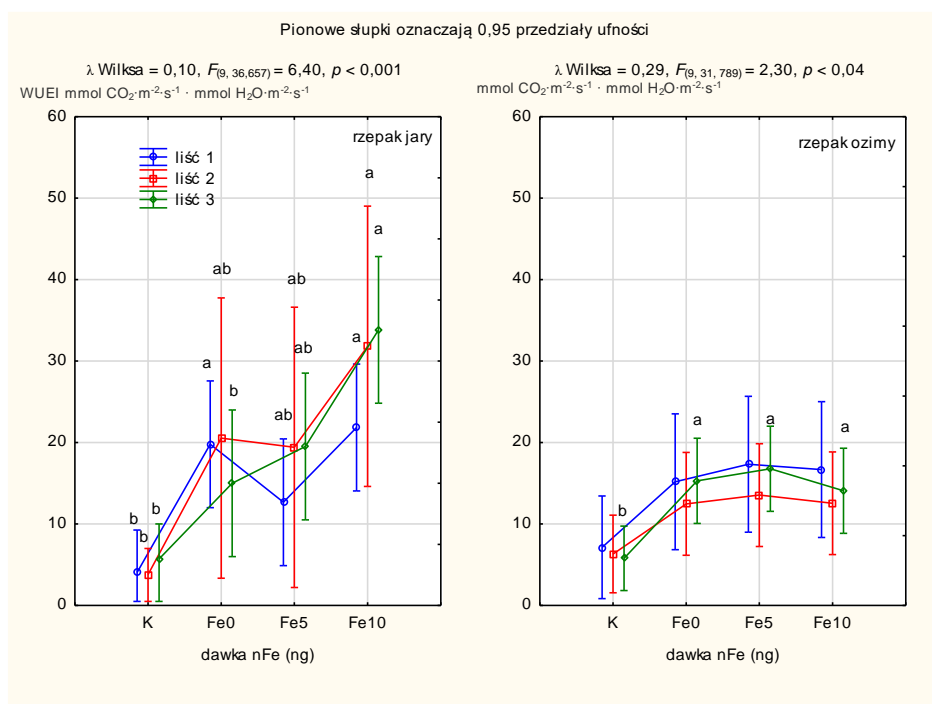 Pionowe słupki oznaczają 0,95 przedziały ufności
λ Wilksa = 0,10, F(9, 36,657) = 6,40, p < 0,001
WUEI mmol CO₂·m⁻²·s⁻¹ · mmol H₂O·m⁻²·s⁻¹
60
50
40
30
20
10
0
rzepak jary
liść 1
liść 2
liść 3
a
a
ab
ab
ab
a
a
b
ab
b
b
b
K Fe0 Fe5 Fe10
dawka nFe (ng)
λ Wilksa = 0,29, F(9, 31, 789) = 2,30, p < 0,04
mmol CO₂·m⁻²·s⁻¹ · mmol H₂O·m⁻²·s⁻¹
60
50
40
30
20
10
0
rzepak ozimy
a
a
a
b
K Fe0 Fe5 Fe10
dawka nFe (ng)